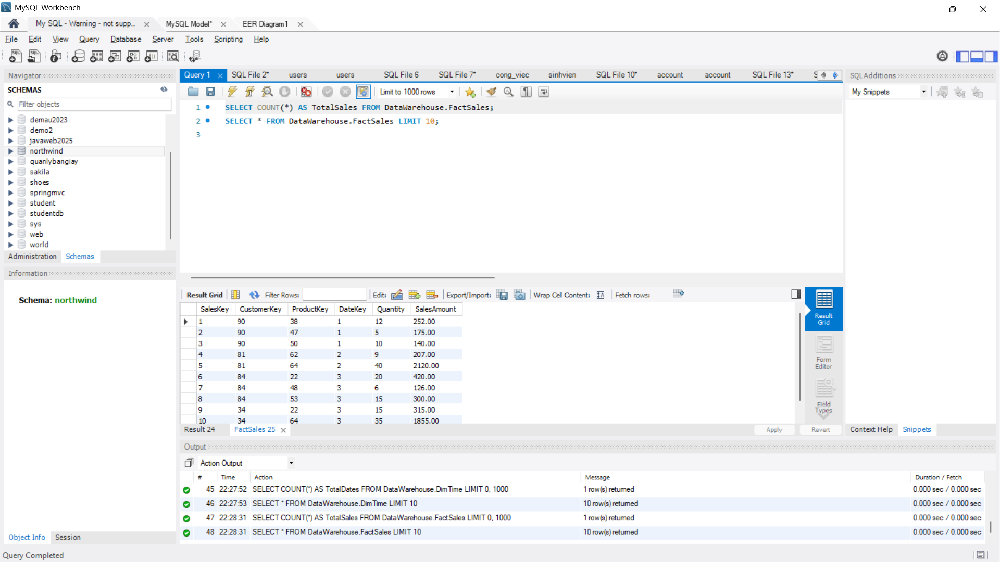 MySQL Workbench
My SQL - Warning - not supp...
MySQL Model*
EER Diagram1
File Edit View Query Database Server Tools Scripting Help
Navigator
SCHEMAS
Filter objects
demau2023
demo2
javaweb2025
northwind
quanlybangiay
sakila
shoes
springmvc
student
studentdb
sys
web
world
Administration Schemas
Information
Schema: northwind
Object Info Session
Query 1 SQL File 2* users users SQL File 6 SQL File 7* cong_viec sinhvien SQL File 10* account account SQL File 13* S
Limit to 1000 rows
1 SELECT COUNT(*) AS TotalSales FROM DataWarehouse.FactSales;
2 SELECT * FROM DataWarehouse.FactSales LIMIT 10;
3
Result Grid Filter Rows: Edit: Export/Import: Wrap Cell Content: Fetch rows:
SalesKey CustomerKey ProductKey DateKey Quantity SalesAmount
1 90 38 1 12 252.00
2 90 47 1 5 175.00
3 90 50 1 10 140.00
4 81 62 2 9 207.00
5 81 64 2 40 2120.00
6 84 22 3 20 420.00
7 84 48 3 6 126.00
8 84 53 3 15 300.00
9 34 22 3 15 315.00
10 34 64 3 35 1855.00
Result Grid
Form Editor
Field Types
Result 24 FactSales 25 Apply Revert
SQLAdditions
My Snippets
Context Help Snippets
Output
Action Output
# Time Action Message Duration / Fetch
45 22:27:52 SELECT COUNT(*) AS TotalDates FROM DataWarehouse.DimTime LIMIT 0, 1000 1 row(s) returned 0.000 sec / 0.000 sec
46 22:27:53 SELECT * FROM DataWarehouse.DimTime LIMIT 10 10 row(s) returned 0.000 sec / 0.000 sec
47 22:28:31 SELECT COUNT(*) AS TotalSales FROM DataWarehouse.FactSales LIMIT 0, 1000 1 row(s) returned 0.000 sec / 0.000 sec
48 22:28:31 SELECT * FROM DataWarehouse.FactSales LIMIT 10 10 row(s) returned 0.000 sec / 0.000 sec
Query Completed